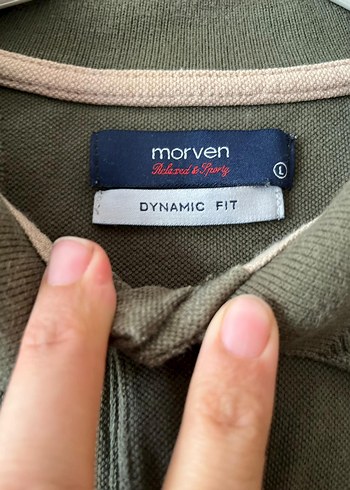 morven
Relaxed & Sporty
L
DYNAMIC FIT